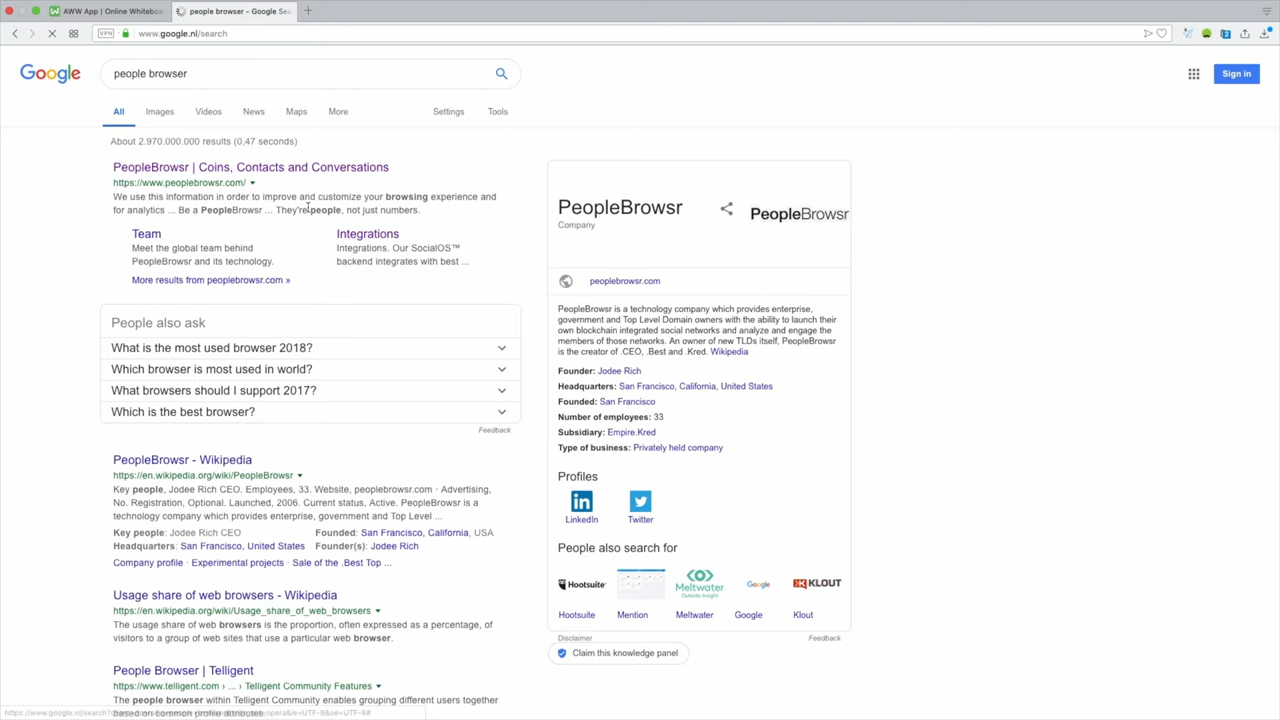 AWW App | Online Whiteboa
people browser - Google Sea
VPN
www.google.nl/search
Google
people browser
Sign in
All
Images
Videos
News
Maps
More
Settings
Tools
About 2.970.000.000 results (0,47 seconds)
PeopleBrowsr | Coins, Contacts and Conversations
https://www.peoplebrowsr.com/
We use this information in order to improve and customize your browsing experience and
for analytics ... Be a PeopleBrowsr ... They're people, not just numbers.
Team
Meet the global team behind
PeopleBrowsr and its technology.
Integrations
Integrations. Our SocialOS™
backend integrates with best ...
More results from peoplebrowsr.com »
People also ask
What is the most used browser 2018?
Which browser is most used in world?
What browsers should I support 2017?
Which is the best browser?
Feedback
PeopleBrowsr - Wikipedia
https://en.wikipedia.org/wiki/PeopleBrowsr
Key people, Jodee Rich CEO. Employees, 33. Website, peoplebrowsr.com · Advertising,
No. Registration, Optional. Launched, 2006. Current status, Active. PeopleBrowsr is a
technology company which provides enterprise, government and Top Level ...
Key people: Jodee Rich CEO
Founded: San Francisco, California, USA
Headquarters: San Francisco, United States
Founder(s): Jodee Rich
Company profile · Experimental projects · Sale of the .Best Top ...
Usage share of web browsers - Wikipedia
https://en.wikipedia.org/wiki/Usage_share_of_web_browsers
The usage share of web browsers is the proportion, often expressed as a percentage, of
visitors to a group of web sites that use a particular web browser.
People Browser | Telligent
https://www.telligent.com › ... › Telligent Community Features
The people browser within Telligent Community enables grouping different users together
based on common profile attributes.
PeopleBrowsr
Company
PeopleBrowsr
peoplebrowsr.com
PeopleBrowsr is a technology company which provides enterprise,
government and Top Level Domain owners with the ability to launch their
own blockchain integrated social networks and analyze and engage the
members of those networks. An owner of new TLDs itself, PeopleBrowsr
is the creator of .CEO, .Best and .Kred. Wikipedia
Founder: Jodee Rich
Headquarters: San Francisco, California, United States
Founded: San Francisco
Number of employees: 33
Subsidiary: Empire.Kred
Type of business: Privately held company
Profiles
LinkedIn
Twitter
People also search for
Hootsuite
Meltwater
Outside Insight
Google
KLOUT
Hootsuite
Mention
Meltwater
Google
Klout
Disclaimer
Feedback
Claim this knowledge panel